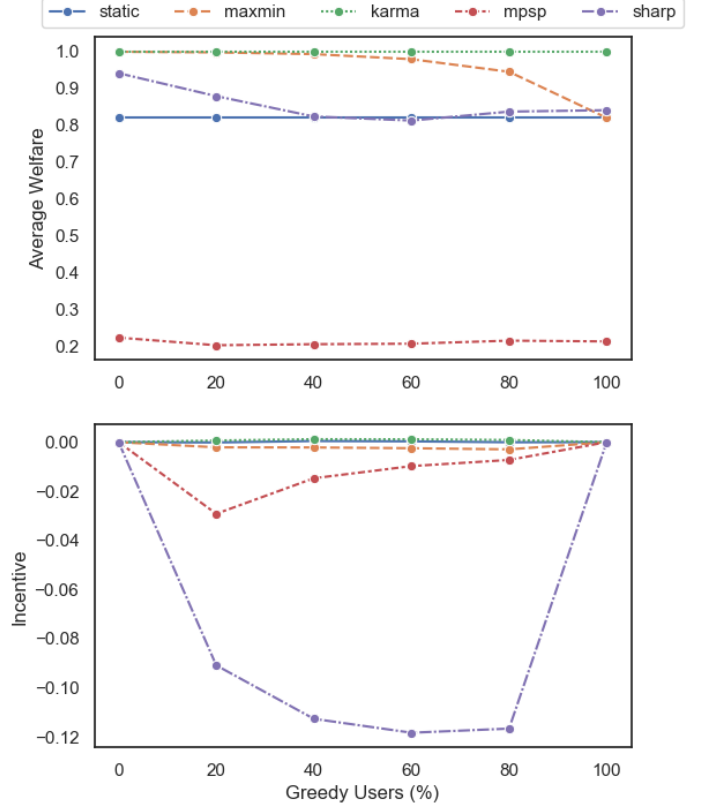 static maxmin karma mpsp sharp
1.0
0.9
0.8
0.7
0.6
0.5
0.4
0.3
0.2
Average Welfare
0 20 40 60 80 100
0.00
−0.02
−0.04
−0.06
−0.08
−0.10
−0.12
Incentive
0 20 40 60 80 100
Greedy Users (%)